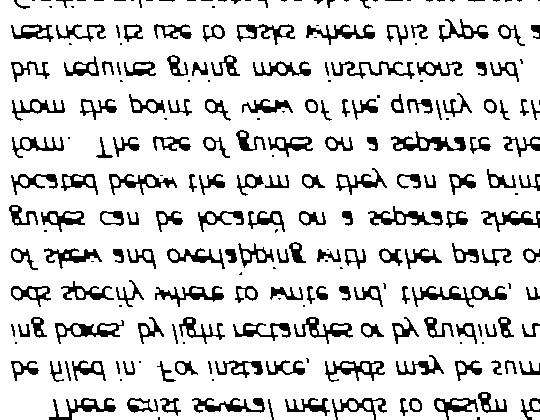 There exist several methods to design fo
be filled in. For instance, fields may be surr
ing boxes, by light rectangles or by guiding ru
ods specify where to write and, therefore, m
of skew and overlapping with other parts o
guides can be located on a separate sheet
located below the form or they can be print
form. The use of guides on a separate she
from the point of view of the quality of th
but requires giving more instructions and,
restricts its use to tasks where this type of a